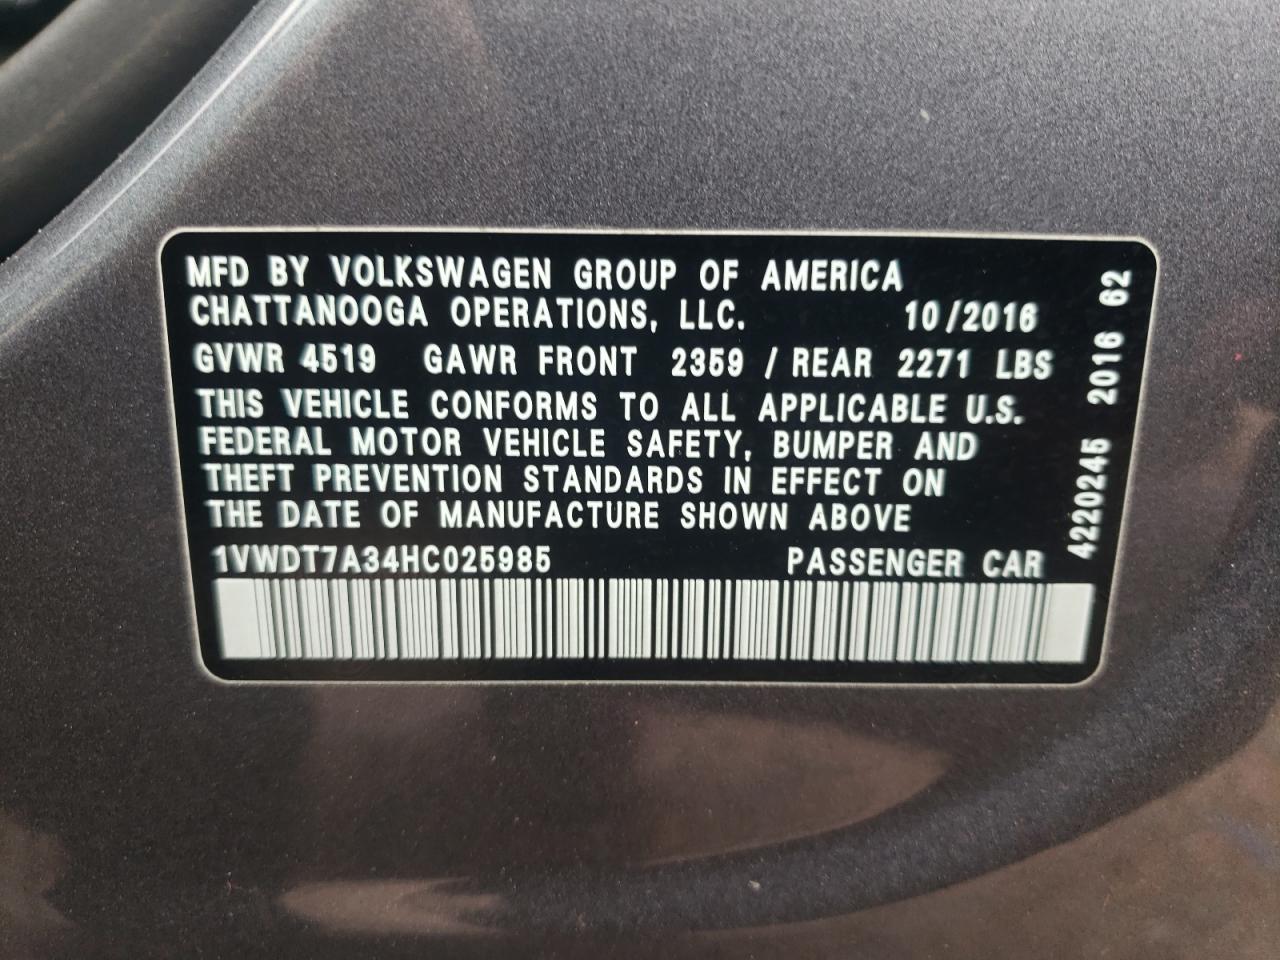 MFD BY VOLKSWAGEN GROUP OF AMERICA
CHATTANOOGA OPERATIONS, LLC. 10/2016
GVWR 4519 GAWR FRONT 2359 / REAR 2271 LBS
THIS VEHICLE CONFORMS TO ALL APPLICABLE U.S.
FEDERAL MOTOR VEHICLE SAFETY, BUMPER AND
THEFT PREVENTION STANDARDS IN EFFECT ON
THE DATE OF MANUFACTURE SHOWN ABOVE
1VWDT7A34HC025985 PASSENGER CAR
4220245 2016 62